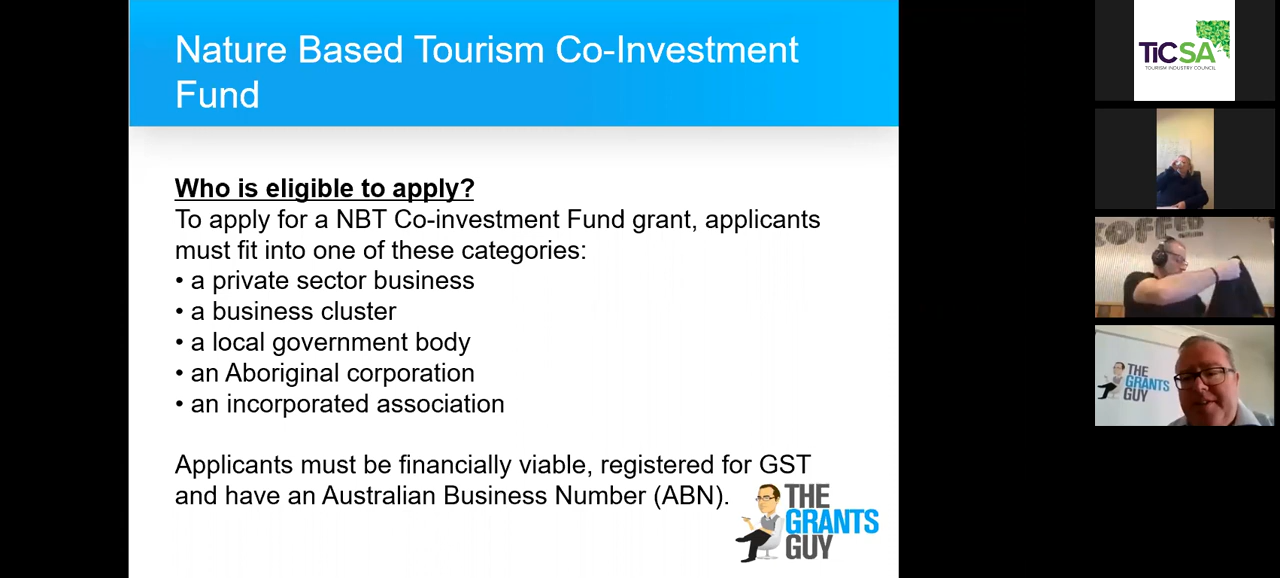 Nature Based Tourism Co-Investment
Fund
Who is eligible to apply?
To apply for a NBT Co-investment Fund grant, applicants
must fit into one of these categories:
• a private sector business
• a business cluster
• a local government body
• an Aboriginal corporation
• an incorporated association
Applicants must be financially viable, registered for GST
and have an Australian Business Number (ABN).
THE
GRANTS
GUY
TiCSA
TOURISM INDUSTRY COUNCIL
COFFEE
THE
GRANTS
GUY